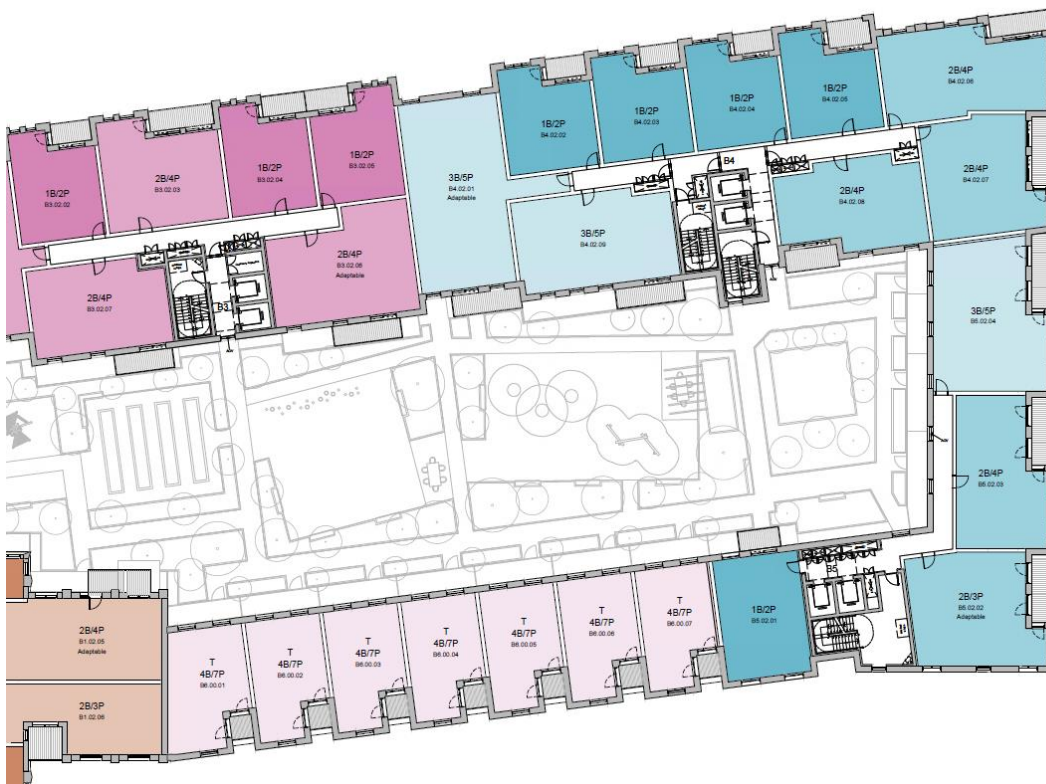 1B/2P
B3.02.02
2B/4P
B3.02.03
1B/2P
B3.02.04
1B/2P
B3.02.05
3B/5P
B4.02.01
Adaptable
1B/2P
B4.02.02
1B/2P
B4.02.03
1B/2P
B4.02.04
1B/2P
B4.02.05
2B/4P
B4.02.06
2B/4P
B4.02.07
2B/4P
B4.02.08
3B/5P
B4.02.09
B4
2B/4P
B3.02.06
Adaptable
2B/4P
B3.02.07
B3
3B/5P
B5.02.04
2B/4P
B5.02.03
2B/3P
B5.02.02
Adaptable
B5
1B/2P
B5.02.01
T
4B/7P
B6.00.07
T
4B/7P
B6.00.06
T
4B/7P
B6.00.05
T
4B/7P
B6.00.04
T
4B/7P
B6.00.03
T
4B/7P
B6.00.02
T
4B/7P
B6.00.01
2B/4P
B1.02.05
Adaptable
2B/3P
B1.02.06